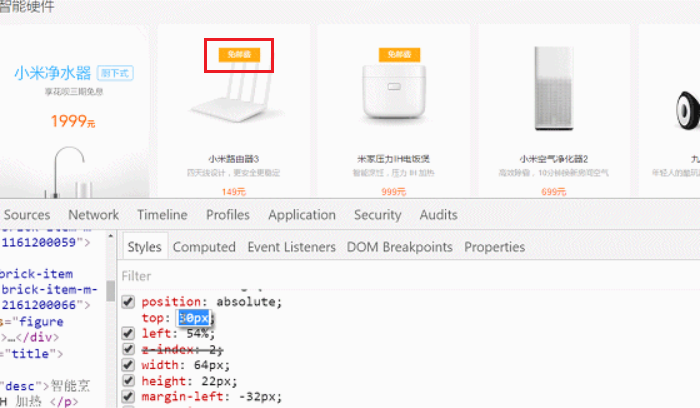 智能硬件
免邮费
免邮费
小米净水器 厨下式
享花呗三期免息
1999元
小米路由器3
四天线设计，更安全更稳定
149元
米家压力IH电饭煲
智能烹饪，压力 IH 加热
999元
小米空气净化器2
高效除霾，10分钟换新房间空气
699元
九
年轻人的酷玩
Sources Network Timeline Profiles Application Security Audits
brick-item-m-
1161200059">
brick-item
brick-item-m-
2161200066">
s="figure
>…</div>
="title">
"desc">智能烹
H 加热 </p>
Styles Computed Event Listeners DOM Breakpoints Properties
Filter
position: absolute;
top: 30px;
left: 54%;
z-index: 2;
width: 64px;
height: 22px;
margin-left: -32px;